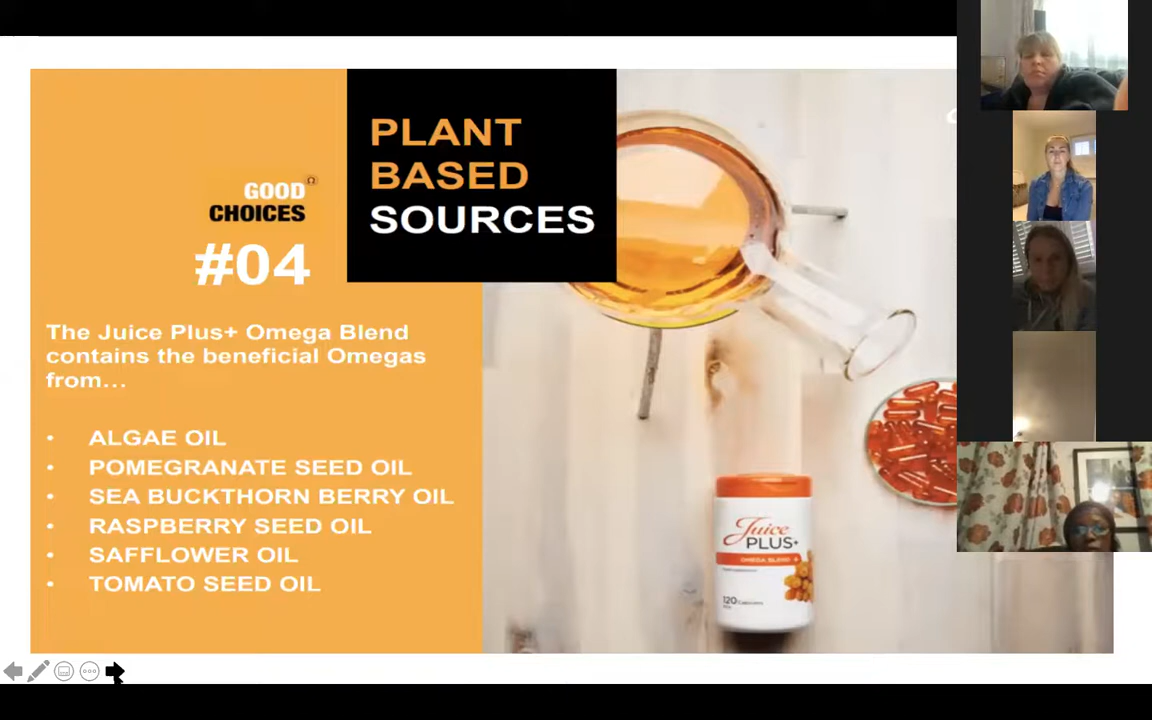 PLANT
BASED
SOURCES
GOOD
CHOICES
#04
The Juice Plus+ Omega Blend
contains the beneficial Omegas
from...
• ALGAE OIL
• POMEGRANATE SEED OIL
• SEA BUCKTHORN BERRY OIL
• RASPBERRY SEED OIL
• SAFFLOWER OIL
• TOMATO SEED OIL
Juice
PLUS+
OMEGA BLEND
120 Capsules